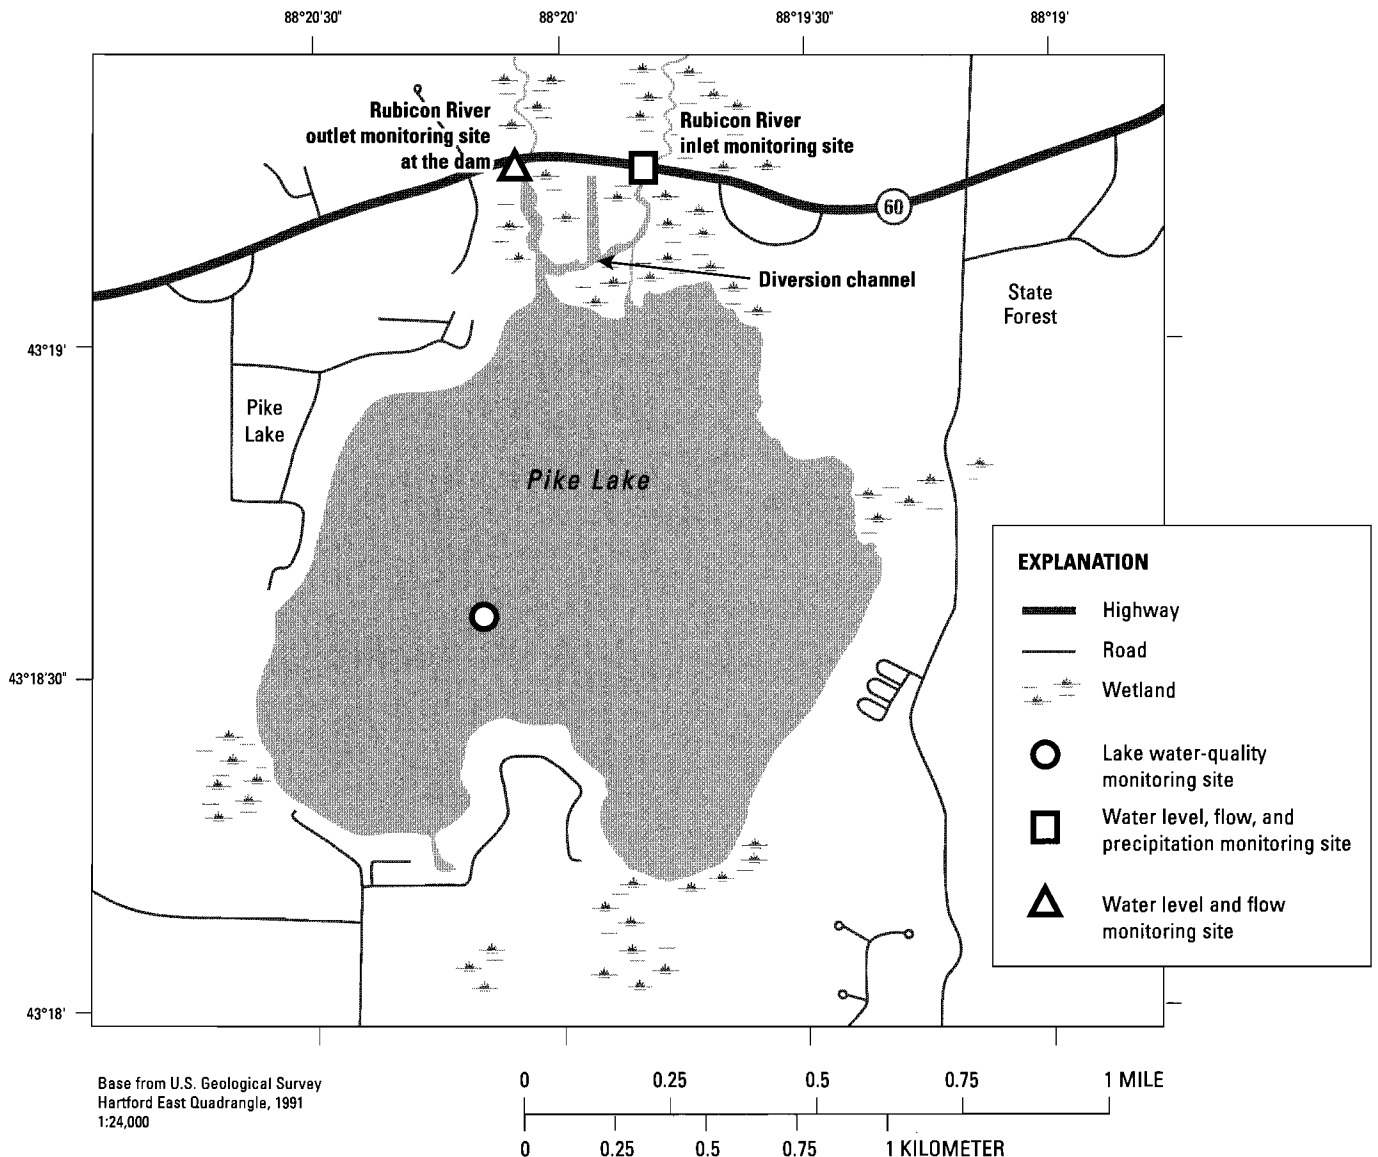 88°20'30"
88°20'
88°19'30"
88°19'
Rubicon River
outlet monitoring site
at the dam
Rubicon River
inlet monitoring site
60
Diversion channel
State
Forest
43°19'
Pike
Lake
Pike Lake
EXPLANATION
Highway
Road
Wetland
Lake water-quality
monitoring site
Water level, flow, and
precipitation monitoring site
Water level and flow
monitoring site
43°18'30"
43°18'
Base from U.S. Geological Survey
Hartford East Quadrangle, 1991
1:24,000
0 0.25 0.5 0.75 1 MILE
0 0.25 0.5 0.75 1 KILOMETER